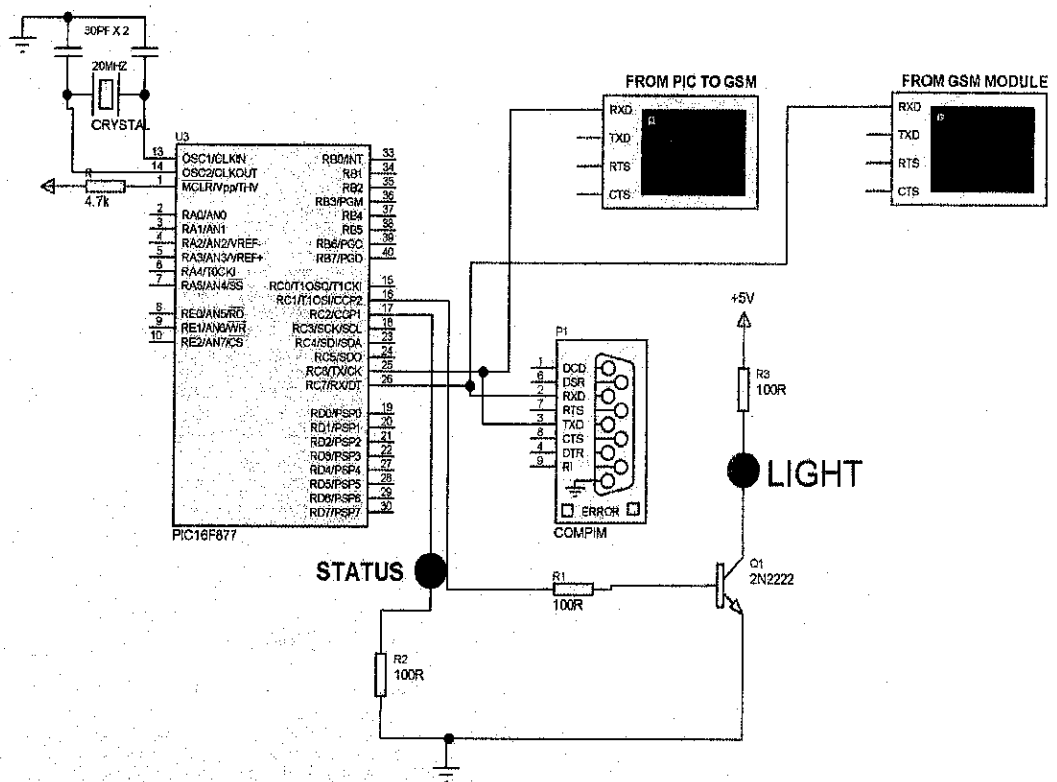 30PF X 2
20MHZ
CRYSTAL
U3
13 OSC1/CLKIN
14 OSC2/CLKOUT
1 MCLR/Vpp/THV
R
4.7k
2 RA0/AN0
3 RA1/AN1
4 RA2/AN2/VREF-
5 RA3/AN3/VREF+
6 RA4/T0CKI
7 RA5/AN4/SS
8 RE0/AN5/RD
9 RE1/AN6/WR
10 RE2/AN7/CS
RB0/INT 33
RB1 34
RB2 35
RB3/PGM 36
RB4 37
RB5 38
RB6/PGC 39
RB7/PGD 40
RC0/T1OSO/T1CKI 15
RC1/T1OSI/CCP2 16
RC2/CCP1 17
RC3/SCK/SCL 18
RC4/SDI/SDA 23
RC5/SDO 24
RC6/TX/CK 25
RC7/RX/DT 26
RD0/PSP0 19
RD1/PSP1 20
RD2/PSP2 21
RD3/PSP3 22
RD4/PSP4 27
RD5/PSP5 28
RD6/PSP6 29
RD7/PSP7 30
PIC16F877
FROM PIC TO GSM
RXD
TXD
RTS
CTS
FROM GSM MODULE
RXD
TXD
RTS
CTS
P1
1 DCD
6 DSR
2 RXD
7 RTS
3 TXD
8 CTS
4 DTR
9 RI
ERROR
COMPIM
+5V
R3
100R
LIGHT
Q1
2N2222
R1
100R
STATUS
R2
100R